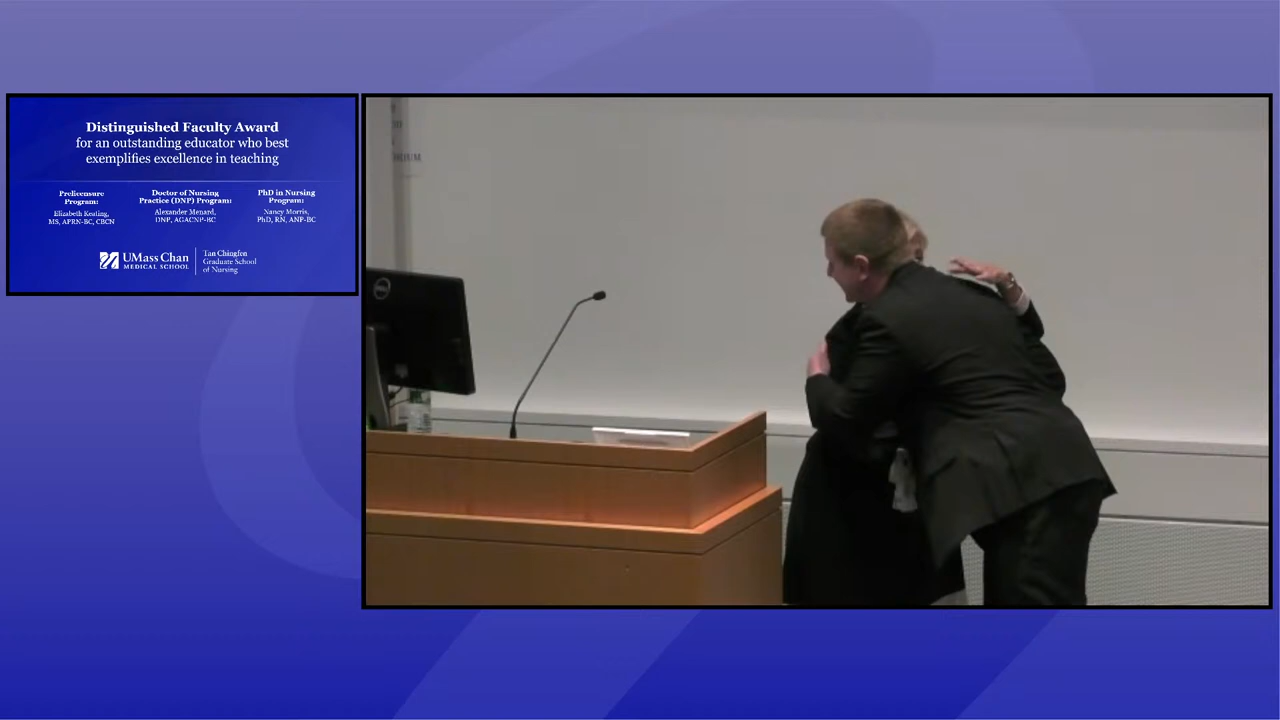 Distinguished Faculty Award
for an outstanding educator who best
exemplifies excellence in teaching
Prelicensure
Program:
Elizabeth Keating,
MS, APRN-BC, CBCN
Doctor of Nursing
Practice (DNP) Program:
Alexander Menard,
DNP, AGACNP-BC
PhD in Nursing
Program:
Nancy Morris,
PhD, RN, ANP-BC
UMass Chan
MEDICAL SCHOOL
Tan Chingfen
Graduate School
of Nursing
DELL